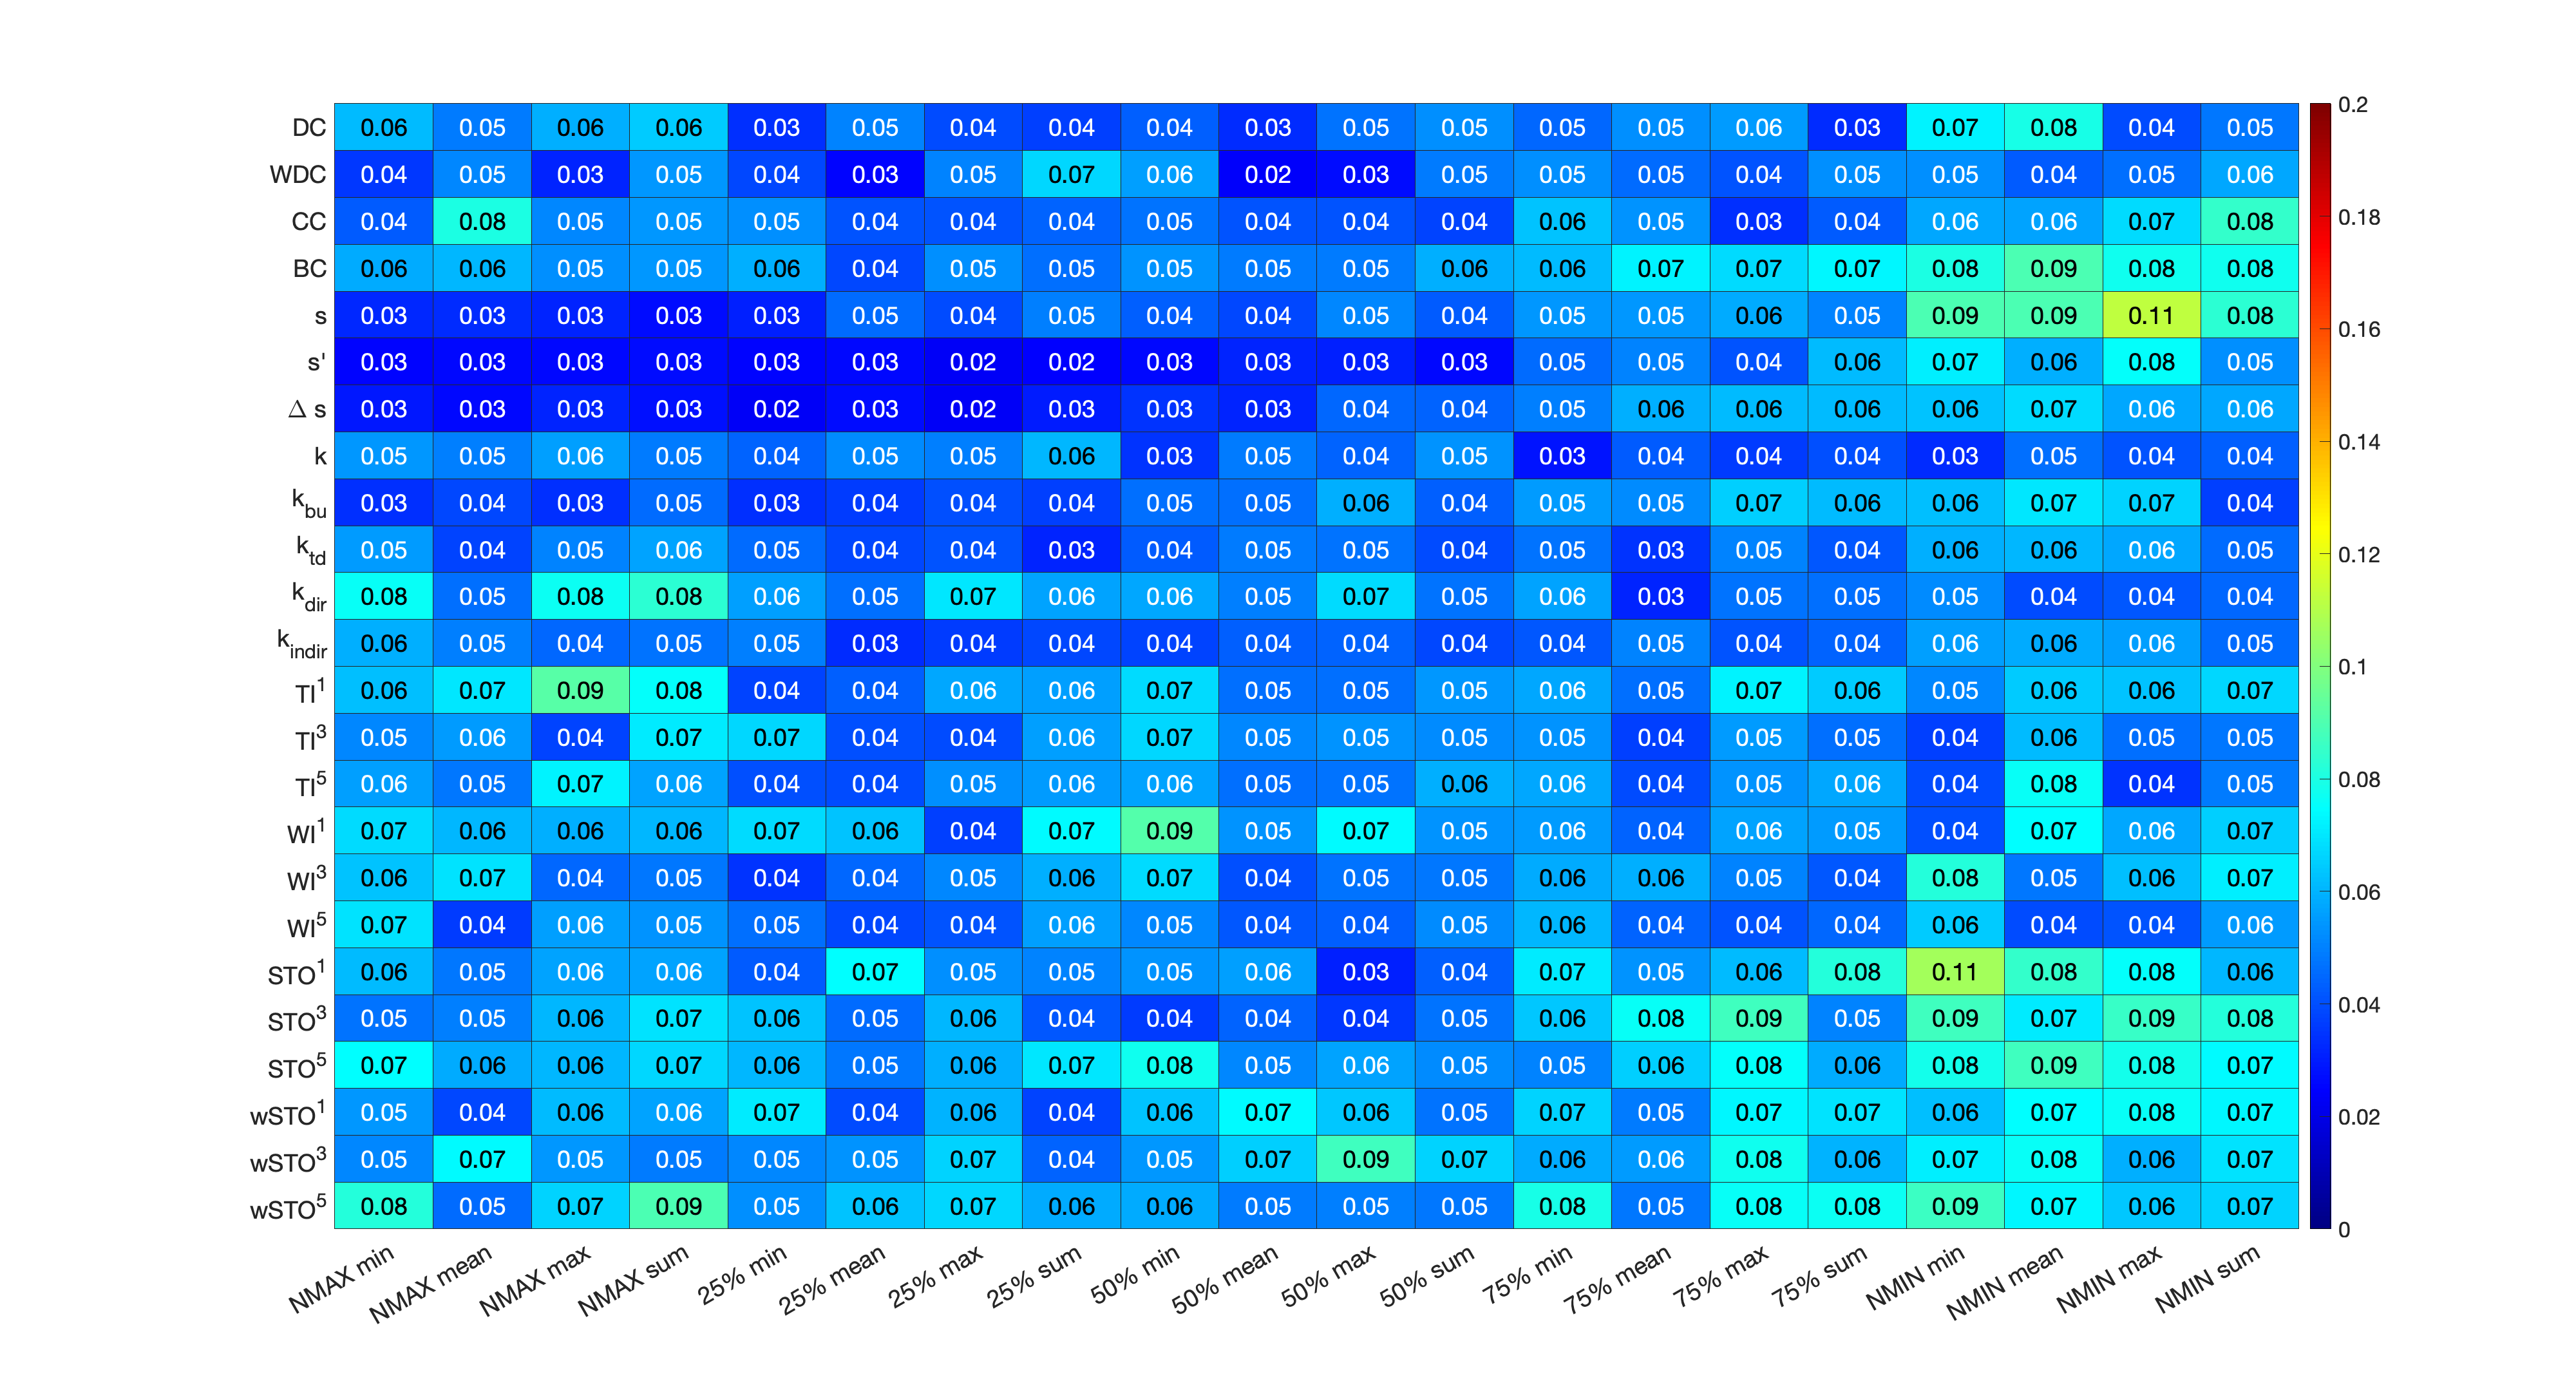 DC 0.06 0.05 0.06 0.06 0.03 0.05 0.04 0.04 0.04 0.03 0.05 0.05 0.05 0.05 0.06 0.03 0.07 0.08 0.04 0.05
WDC 0.04 0.05 0.03 0.05 0.04 0.03 0.05 0.07 0.06 0.02 0.03 0.05 0.05 0.05 0.04 0.05 0.05 0.04 0.05 0.06
CC 0.04 0.08 0.05 0.05 0.05 0.04 0.04 0.04 0.05 0.04 0.04 0.04 0.06 0.05 0.03 0.04 0.06 0.06 0.07 0.08
BC 0.06 0.06 0.05 0.05 0.06 0.04 0.05 0.05 0.05 0.05 0.05 0.06 0.06 0.07 0.07 0.07 0.08 0.09 0.08 0.08
s 0.03 0.03 0.03 0.03 0.03 0.05 0.04 0.05 0.04 0.04 0.05 0.04 0.05 0.05 0.06 0.05 0.09 0.09 0.11 0.08
s' 0.03 0.03 0.03 0.03 0.03 0.03 0.02 0.02 0.03 0.03 0.03 0.03 0.05 0.05 0.04 0.06 0.07 0.06 0.08 0.05
Δ s 0.03 0.03 0.03 0.03 0.02 0.03 0.02 0.03 0.03 0.03 0.04 0.04 0.05 0.06 0.06 0.06 0.06 0.07 0.06 0.06
k 0.05 0.05 0.06 0.05 0.04 0.05 0.05 0.06 0.03 0.05 0.04 0.05 0.03 0.04 0.04 0.04 0.03 0.05 0.04 0.04
k_bu 0.03 0.04 0.03 0.05 0.03 0.04 0.04 0.04 0.05 0.05 0.06 0.04 0.05 0.05 0.07 0.06 0.06 0.07 0.07 0.04
k_td 0.05 0.04 0.05 0.06 0.05 0.04 0.04 0.03 0.04 0.05 0.05 0.04 0.05 0.03 0.05 0.04 0.06 0.06 0.06 0.05
k_dir 0.08 0.05 0.08 0.08 0.06 0.05 0.07 0.06 0.06 0.05 0.07 0.05 0.06 0.03 0.05 0.05 0.05 0.04 0.04 0.04
k_indir 0.06 0.05 0.04 0.05 0.05 0.03 0.04 0.04 0.04 0.04 0.04 0.04 0.04 0.05 0.04 0.04 0.06 0.06 0.06 0.05
TI^1 0.06 0.07 0.09 0.08 0.04 0.04 0.06 0.06 0.07 0.05 0.05 0.05 0.06 0.05 0.07 0.06 0.05 0.06 0.06 0.07
TI^3 0.05 0.06 0.04 0.07 0.07 0.04 0.04 0.06 0.07 0.05 0.05 0.05 0.05 0.04 0.05 0.05 0.04 0.06 0.05 0.05
TI^5 0.06 0.05 0.07 0.06 0.04 0.04 0.05 0.06 0.06 0.05 0.05 0.06 0.06 0.04 0.05 0.06 0.04 0.08 0.04 0.05
WI^1 0.07 0.06 0.06 0.06 0.07 0.06 0.04 0.07 0.09 0.05 0.07 0.05 0.06 0.04 0.06 0.05 0.04 0.07 0.06 0.07
WI^3 0.06 0.07 0.04 0.05 0.04 0.04 0.05 0.06 0.07 0.04 0.05 0.05 0.06 0.06 0.05 0.04 0.08 0.05 0.06 0.07
WI^5 0.07 0.04 0.06 0.05 0.05 0.04 0.04 0.06 0.05 0.04 0.04 0.05 0.06 0.04 0.04 0.04 0.06 0.04 0.04 0.06
STO^1 0.06 0.05 0.06 0.06 0.04 0.07 0.05 0.05 0.05 0.06 0.03 0.04 0.07 0.05 0.06 0.08 0.11 0.08 0.08 0.06
STO^3 0.05 0.05 0.06 0.07 0.06 0.05 0.06 0.04 0.04 0.04 0.04 0.05 0.06 0.08 0.09 0.05 0.09 0.07 0.09 0.08
STO^5 0.07 0.06 0.06 0.07 0.06 0.05 0.06 0.07 0.08 0.05 0.06 0.05 0.05 0.06 0.08 0.06 0.08 0.09 0.08 0.07
wSTO^1 0.05 0.04 0.06 0.06 0.07 0.04 0.06 0.04 0.06 0.07 0.06 0.05 0.07 0.05 0.07 0.07 0.06 0.07 0.08 0.07
wSTO^3 0.05 0.07 0.05 0.05 0.05 0.05 0.07 0.04 0.05 0.07 0.09 0.07 0.06 0.06 0.08 0.06 0.07 0.08 0.06 0.07
wSTO^5 0.08 0.05 0.07 0.09 0.05 0.06 0.07 0.06 0.06 0.05 0.05 0.05 0.08 0.05 0.08 0.08 0.09 0.07 0.06 0.07
NMAX min
NMAX mean
NMAX max
NMAX sum
25% min
25% mean
25% max
25% sum
50% min
50% mean
50% max
50% sum
75% min
75% mean
75% max
75% sum
NMIN min
NMIN mean
NMIN max
NMIN sum
0.2
0.18
0.16
0.14
0.12
0.1
0.08
0.06
0.04
0.02
0